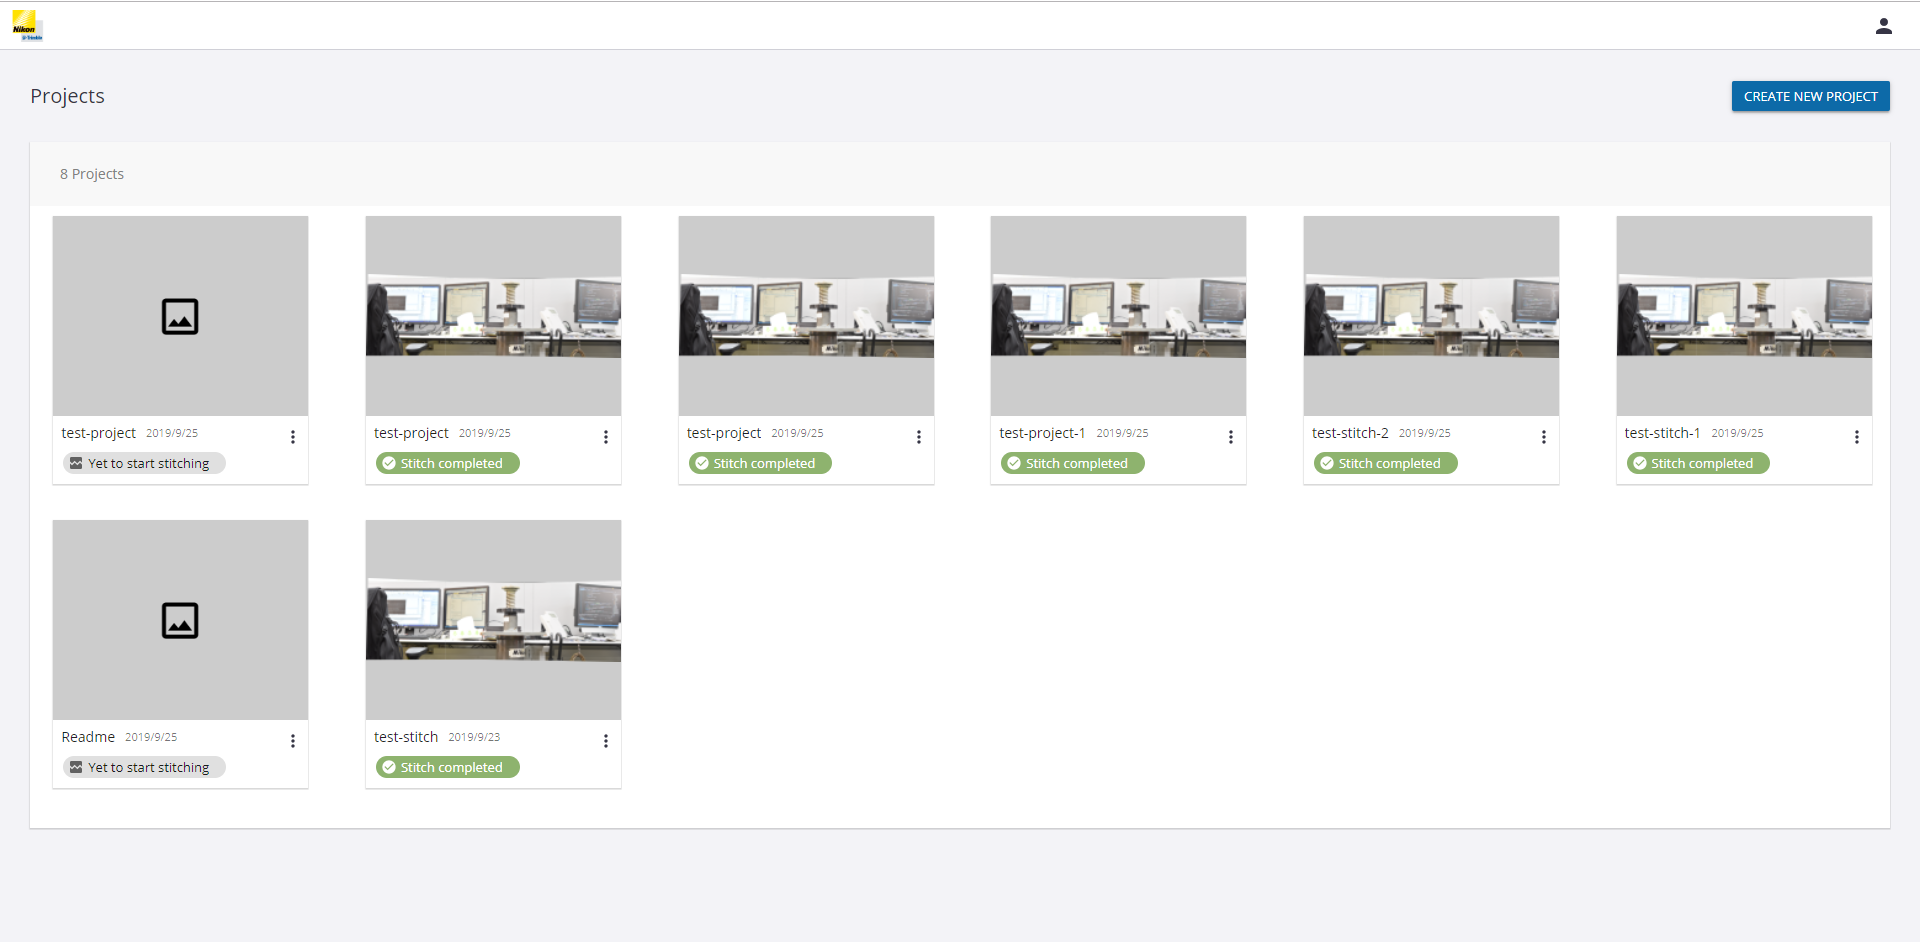 Nikon
Projects
CREATE NEW PROJECT
8 Projects
test-project 2019/9/25
Yet to start stitching
test-project 2019/9/25
Stitch completed
test-project 2019/9/25
Stitch completed
test-project-1 2019/9/25
Stitch completed
test-stitch-2 2019/9/25
Stitch completed
test-stitch-1 2019/9/25
Stitch completed
Readme 2019/9/25
Yet to start stitching
test-stitch 2019/9/23
Stitch completed